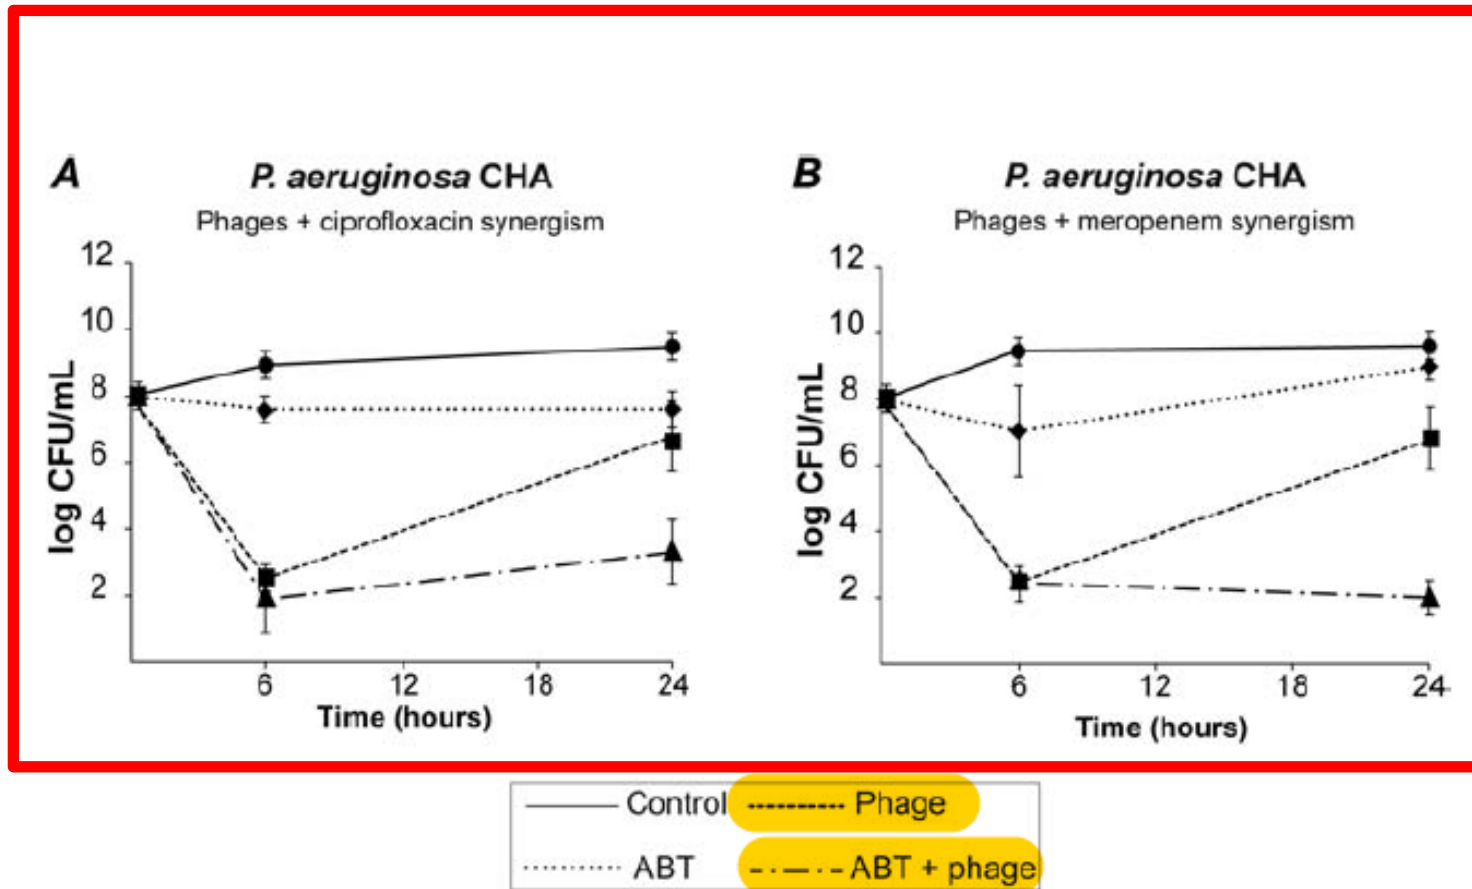 A
P. aeruginosa CHA
Phages + ciprofloxacin synergism
12
10
8
6
4
2
log CFU/mL
6 12 18 24
Time (hours)
B
P. aeruginosa CHA
Phages + meropenem synergism
12
10
8
6
4
2
log CFU/mL
6 12 18 24
Time (hours)
Control Phage
ABT ABT + phage